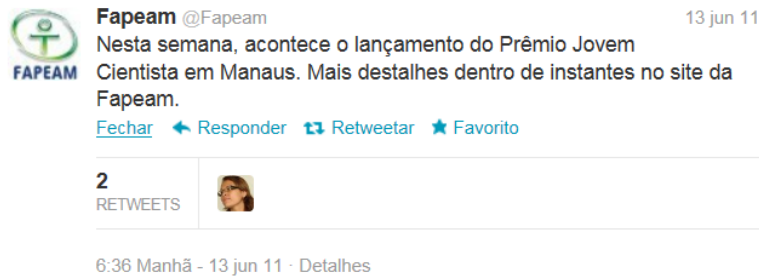 Fapeam @Fapeam 13 jun 11
Nesta semana, acontece o lançamento do Prêmio Jovem
Cientista em Manaus. Mais destalhes dentro de instantes no site da
Fapeam.
FAPEAM
Fechar Responder Retweetar Favorito
2
RETWEETS
6:36 Manhã - 13 jun 11 · Detalhes